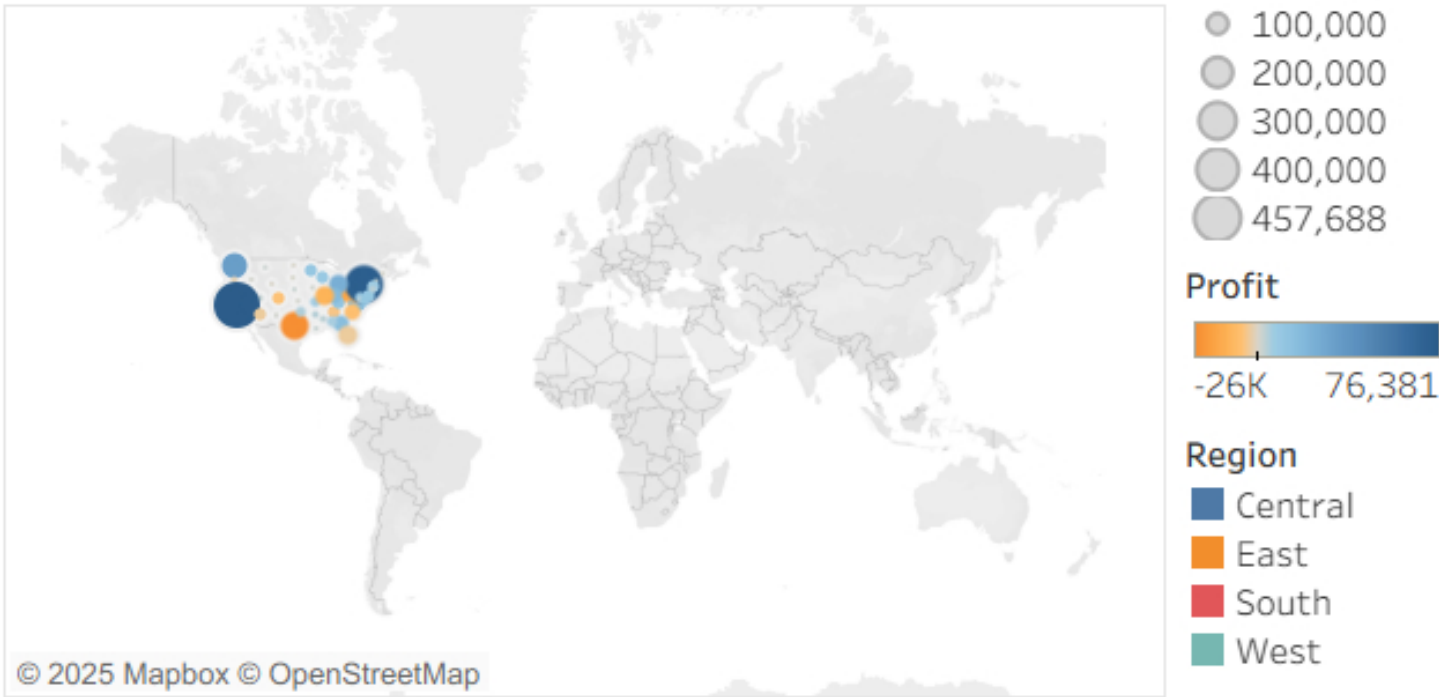 100,000
200,000
300,000
400,000
457,688
Profit
-26K 76,381
Region
Central
East
South
West
© 2025 Mapbox © OpenStreetMap